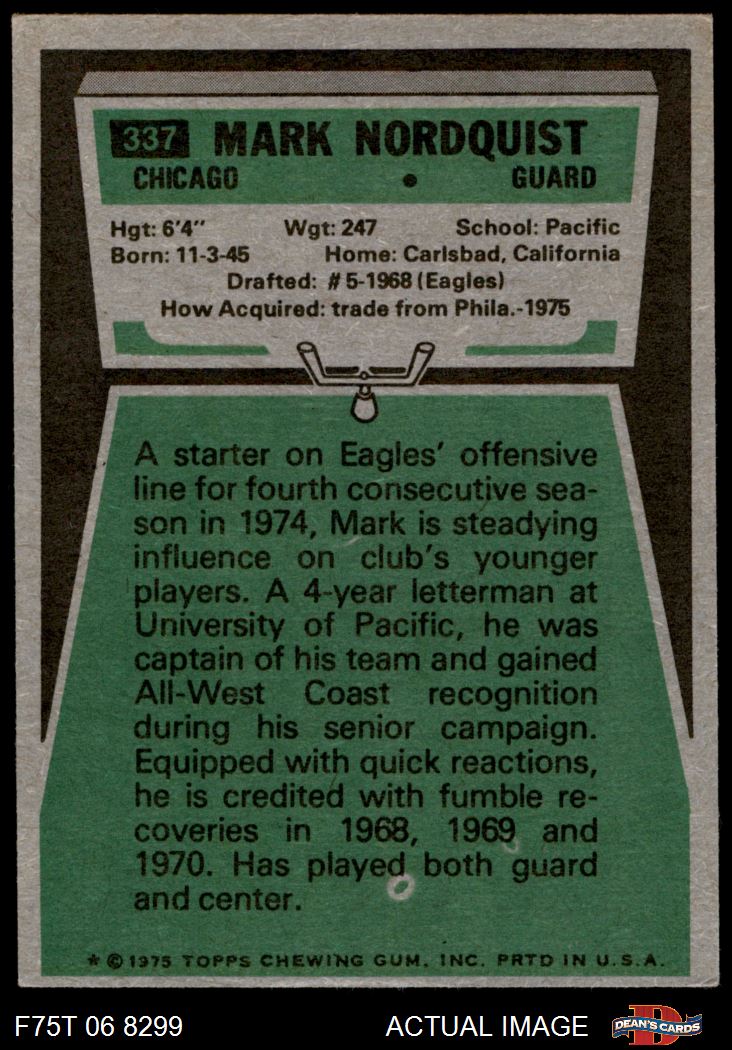 337 MARK NORDQUIST
CHICAGO • GUARD
Hgt: 6'4" Wgt: 247 School: Pacific
Born: 11-3-45 Home: Carlsbad, California
Drafted: #5-1968 (Eagles)
How Acquired: trade from Phila.-1975
A starter on Eagles' offensive
line for fourth consecutive sea-
son in 1974, Mark is steadying
influence on club's younger
players. A 4-year letterman at
University of Pacific, he was
captain of his team and gained
All-West Coast recognition
during his senior campaign.
Equipped with quick reactions,
he is credited with fumble re-
coveries in 1968, 1969 and
1970. Has played both guard
and center.
* © 1975 TOPPS CHEWING GUM, INC. PRTD IN U.S.A.
F75T 06 8299 ACTUAL IMAGE DEAN'S CARDS